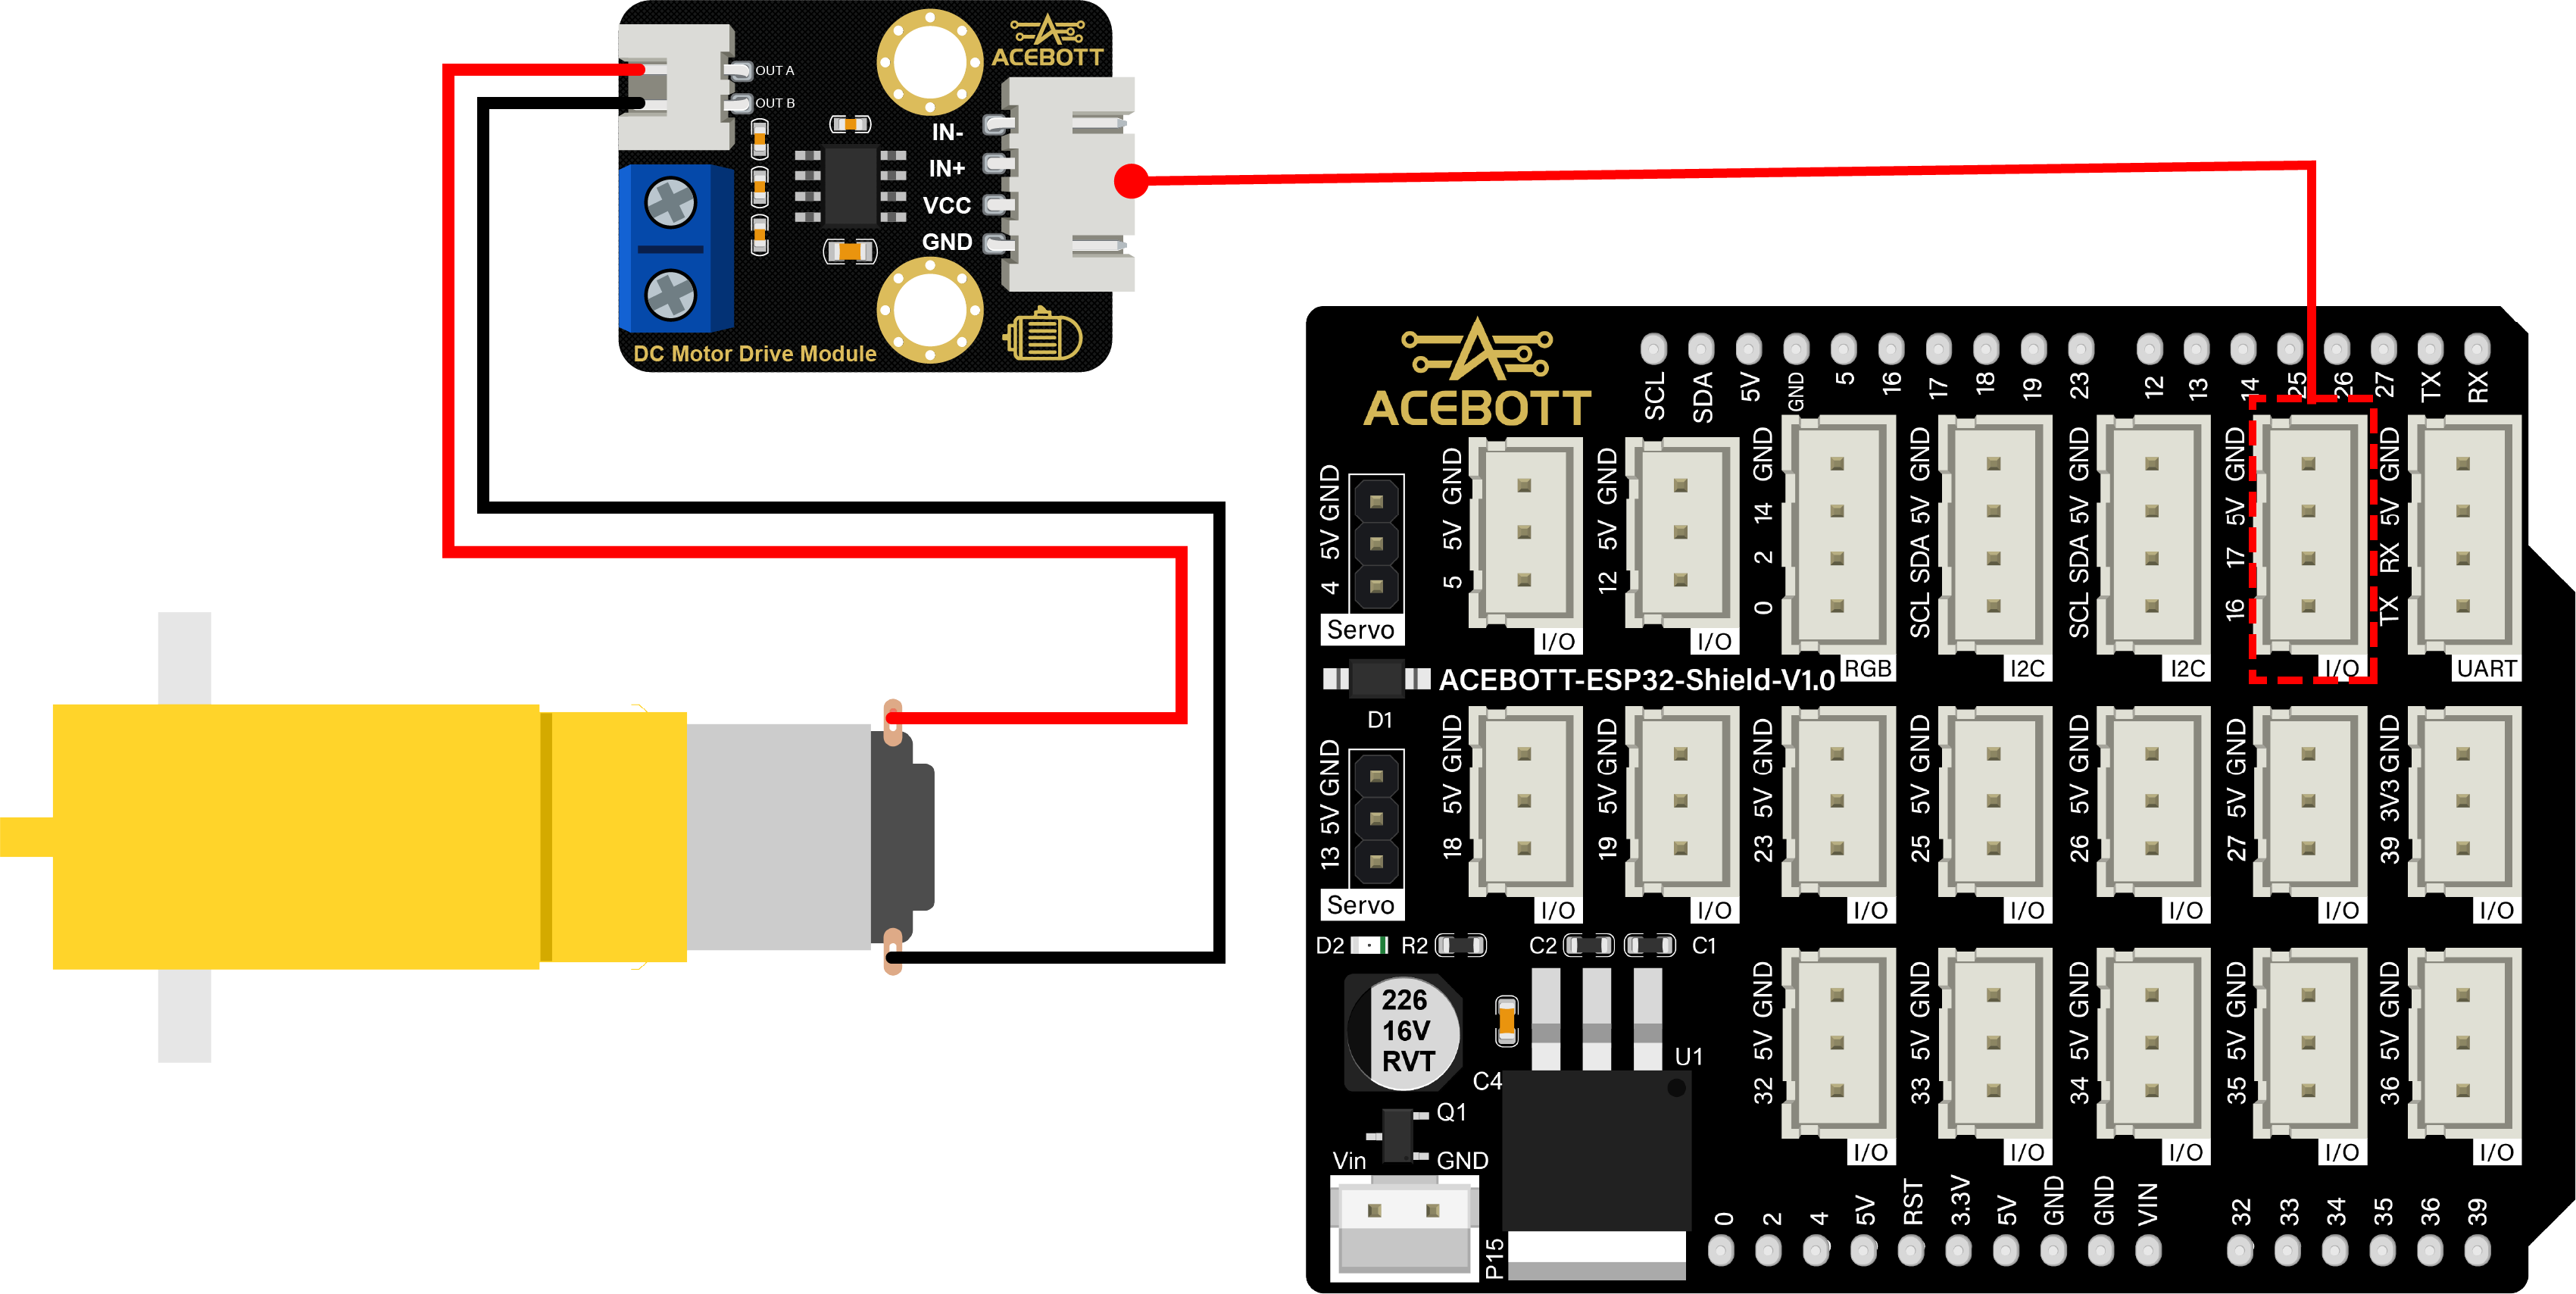 ACEBOTT
OUT A
OUT B
IN-
IN+
VCC
GND
DC Motor Drive Module
ACEBOTT
SCL
SDA
5V
GND
5
16
17
18
19
23
12
13
14
25
26
27
TX
RX
4 5V GND
Servo
5 5V GND
I/O
12 5V GND
I/O
0 2 14 GND
RGB
SCL SDA 5V GND
I2C
SCL SDA 5V GND
I2C
16 17 5V GND
I/O
TX RX 5V GND
UART
ACEBOTT-ESP32-Shield-V1.0
D1
13 5V GND
Servo
18 5V GND
I/O
19 5V GND
I/O
23 5V GND
I/O
25 5V GND
I/O
26 5V GND
I/O
27 5V GND
I/O
39 3V3 GND
I/O
D2
R2
C2
C1
226
16V
RVT
C4
U1
Q1
Vin
GND
P15
32 5V GND
I/O
33 5V GND
I/O
34 5V GND
I/O
35 5V GND
I/O
36 5V GND
I/O
0
2
4
5V
RST
3.3V
5V
GND
GND
VIN
32
33
34
35
36
39